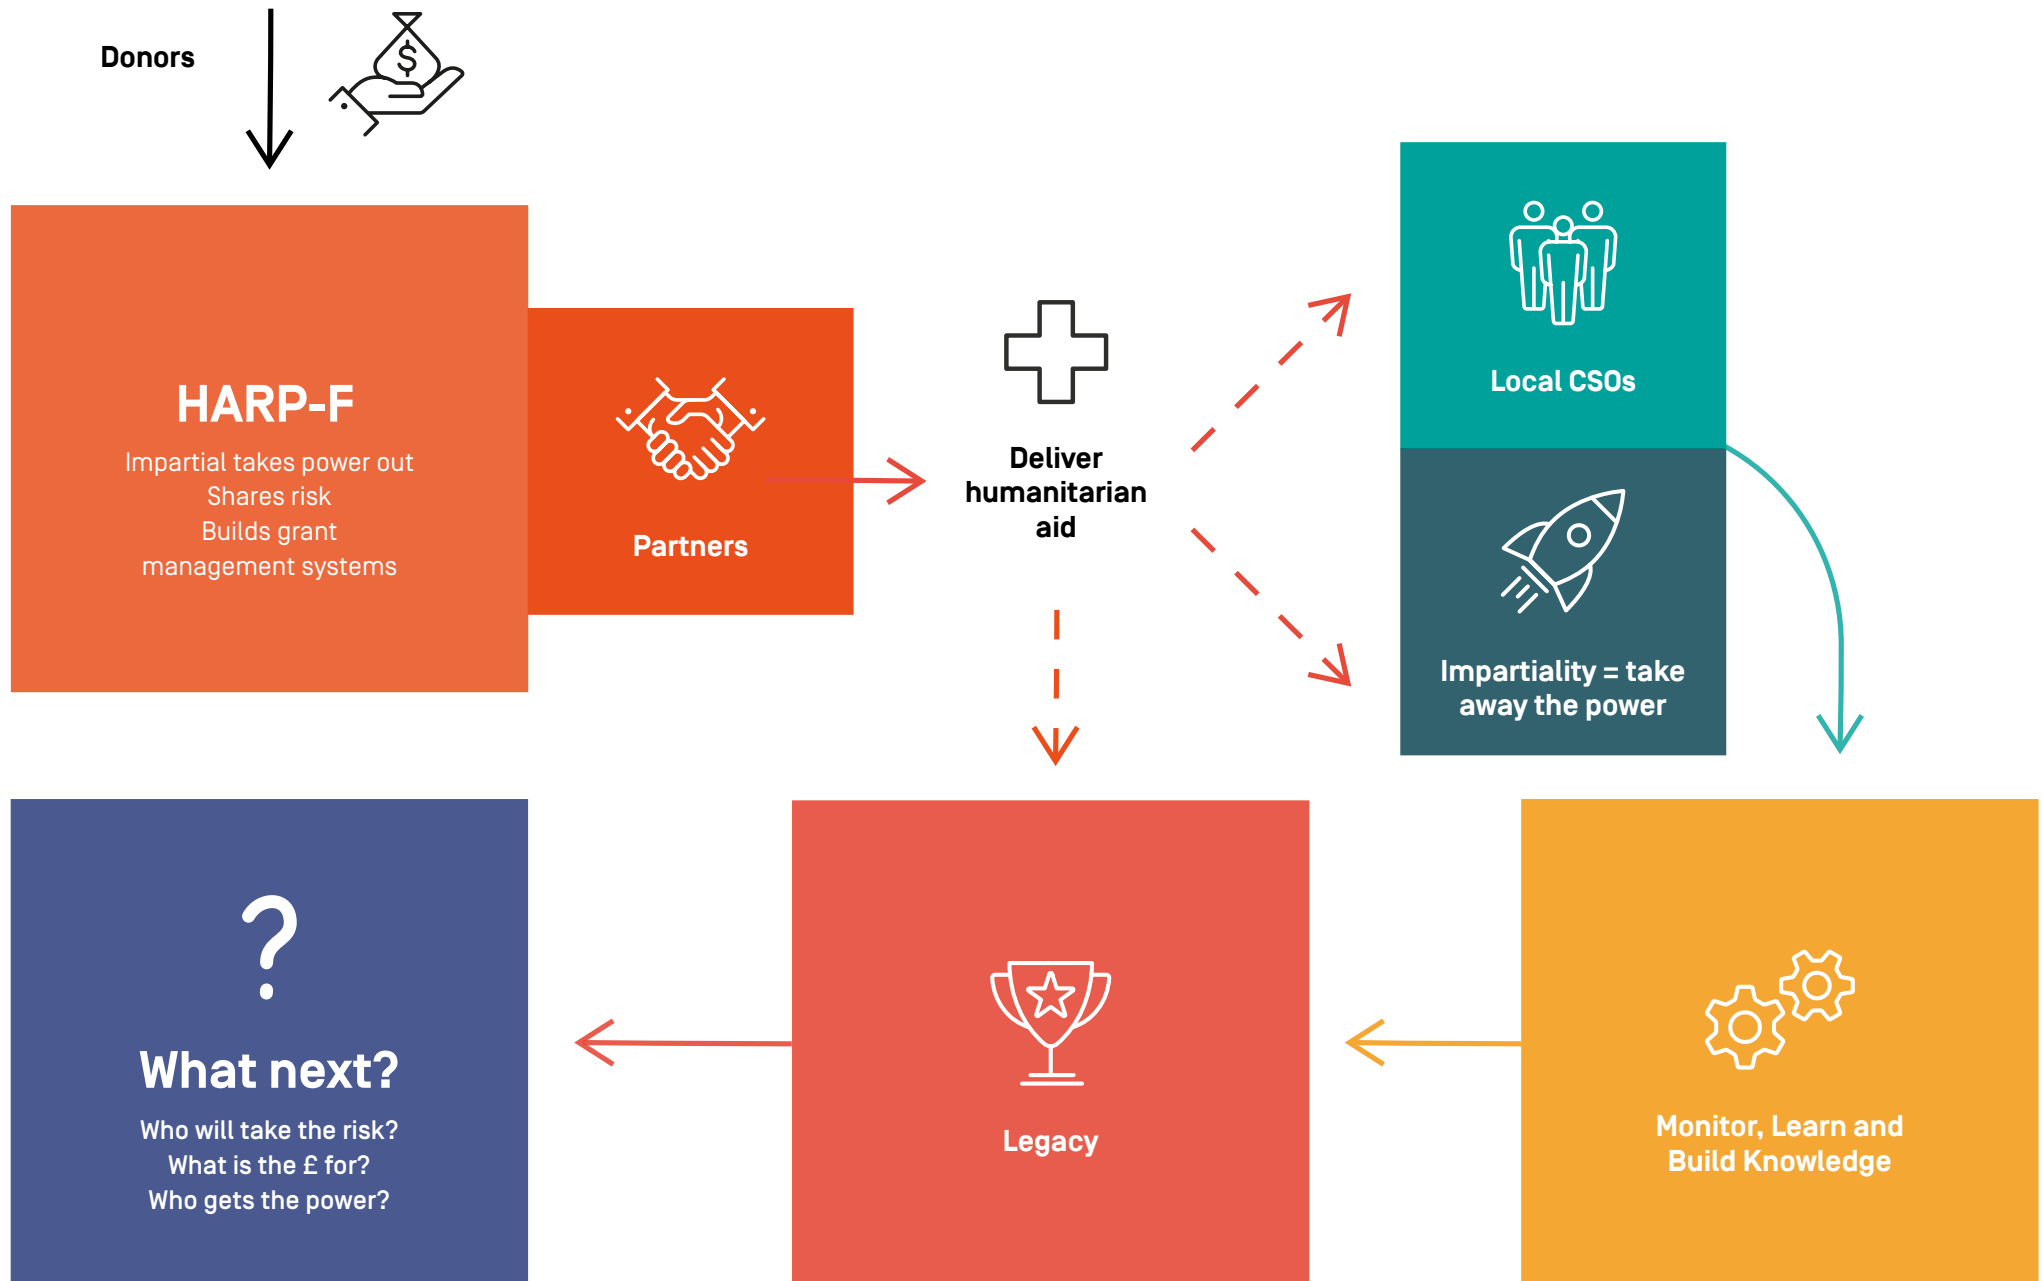 Donors
$
HARP-F
Impartial takes power out
Shares risk
Builds grant
management systems
Partners
Deliver
humanitarian
aid
Local CSOs
Impartiality = take
away the power
?
What next?
Who will take the risk?
What is the £ for?
Who gets the power?
Legacy
Monitor, Learn and
Build Knowledge